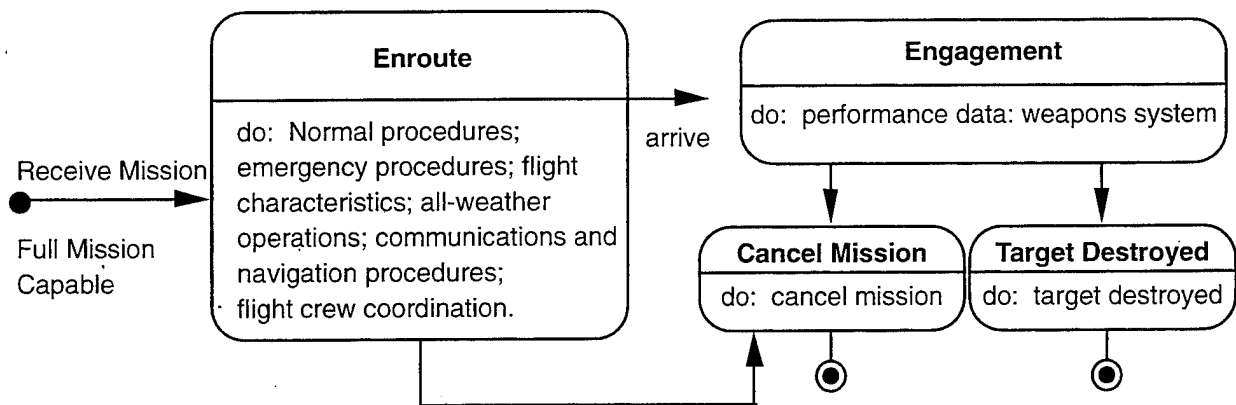 Receive Mission
Full Mission
Capable
Enroute
do: Normal procedures;
emergency procedures; flight
characteristics; all-weather
operations; communications and
navigation procedures;
flight crew coordination.
arrive
Engagement
do: performance data: weapons system
Cancel Mission
do: cancel mission
Target Destroyed
do: target destroyed